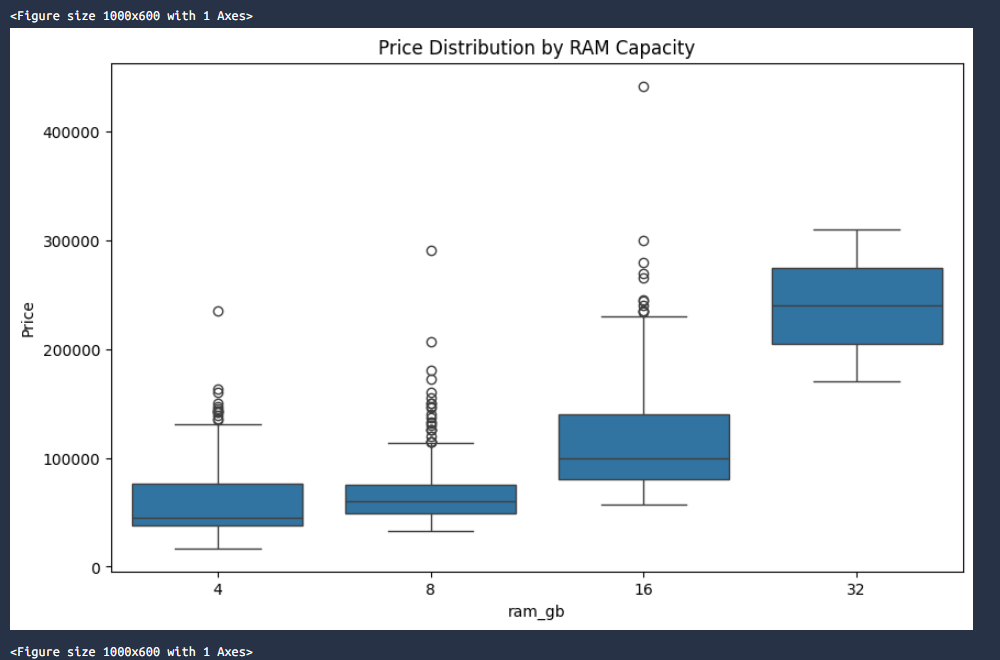 <Figure size 1000x600 with 1 Axes>
Price Distribution by RAM Capacity
400000
300000
200000
100000
0
Price
4 8 16 32
ram_gb
<Figure size 1000x600 with 1 Axes>